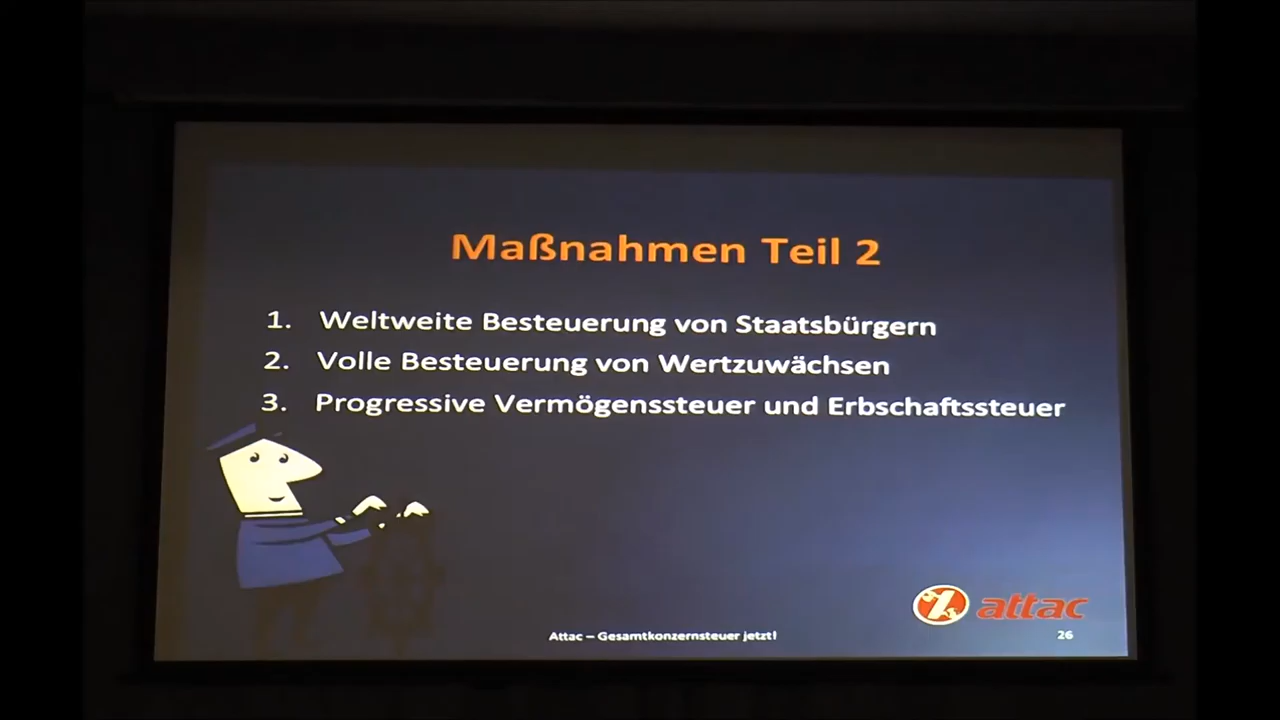 Maßnahmen Teil 2
1. Weltweite Besteuerung von Staatsbürgern
2. Volle Besteuerung von Wertzuwächsen
3. Progressive Vermögenssteuer und Erbschaftssteuer
attac
Attac – Gesamtkonzernsteuer jetzt!
26